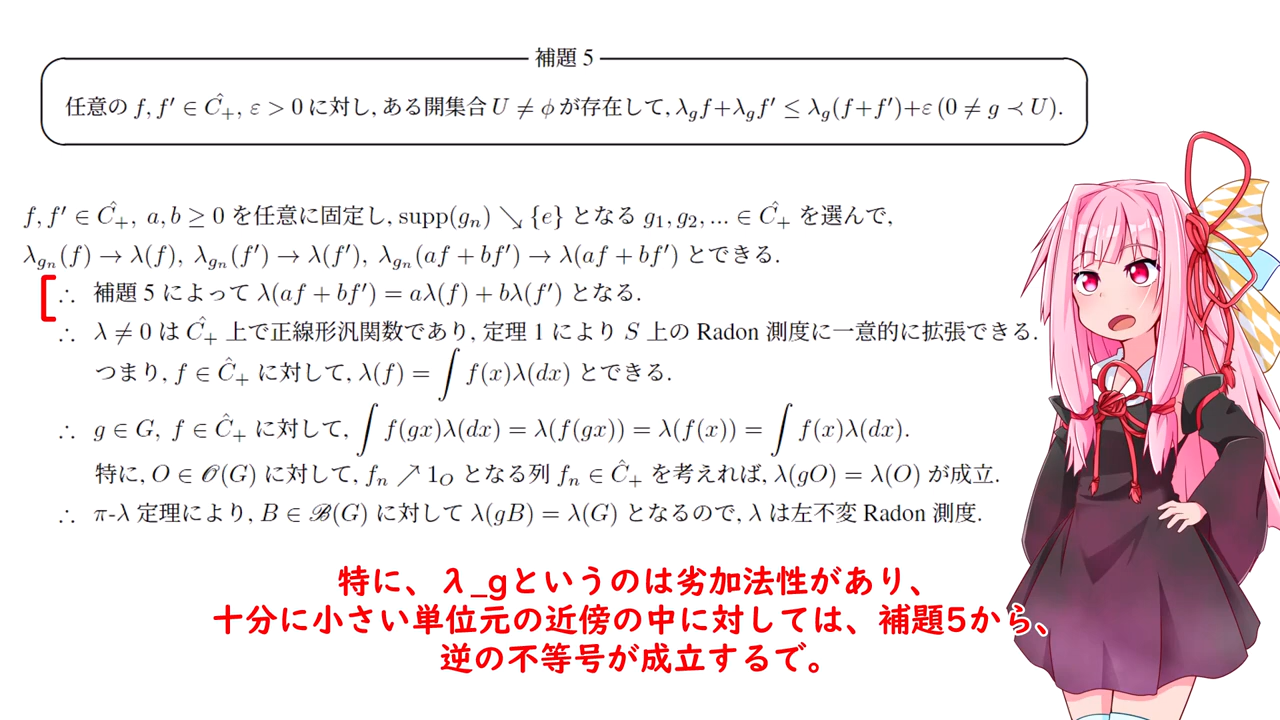 補題 5
任意の f, f′ ∈ Ĉ₊, ε > 0 に対し, ある開集合 U ≠ ϕ が存在して, λ_g f+λ_g f′ ≤ λ_g(f+f′)+ε (0 ≠ g ≺ U).
f, f′ ∈ Ĉ₊, a, b ≥ 0 を任意に固定し, supp(g_n) ↘ {e} となる g₁, g₂, ... ∈ Ĉ₊ を選んで,
λ_{g_n}(f) → λ(f), λ_{g_n}(f′) → λ(f′), λ_{g_n}(af + bf′) → λ(af + bf′) とできる.
∴ 補題 5 によって λ(af + bf′) = aλ(f) + bλ(f′) となる.
∴ λ ≠ 0 は Ĉ₊ 上で正線形汎関数であり, 定理 1 により S 上の Radon 測度に一意的に拡張できる.
つまり, f ∈ Ĉ₊ に対して, λ(f) = ∫ f(x)λ(dx) とできる.
∴ g ∈ G, f ∈ Ĉ₊ に対して, ∫ f(gx)λ(dx) = λ(f(gx)) = λ(f(x)) = ∫ f(x)λ(dx).
特に, O ∈ 𝒪(G) に対して, f_n ↗ 1_O となる列 f_n ∈ Ĉ₊ を考えれば, λ(gO) = λ(O) が成立.
∴ π-λ 定理により, B ∈ ℬ(G) に対して λ(gB) = λ(G) となるので, λ は左不変 Radon 測度.
特に、λ_gというのは劣加法性があり、
十分に小さい単位元の近傍の中に対しては、補題5から、
逆の不等号が成立するで。